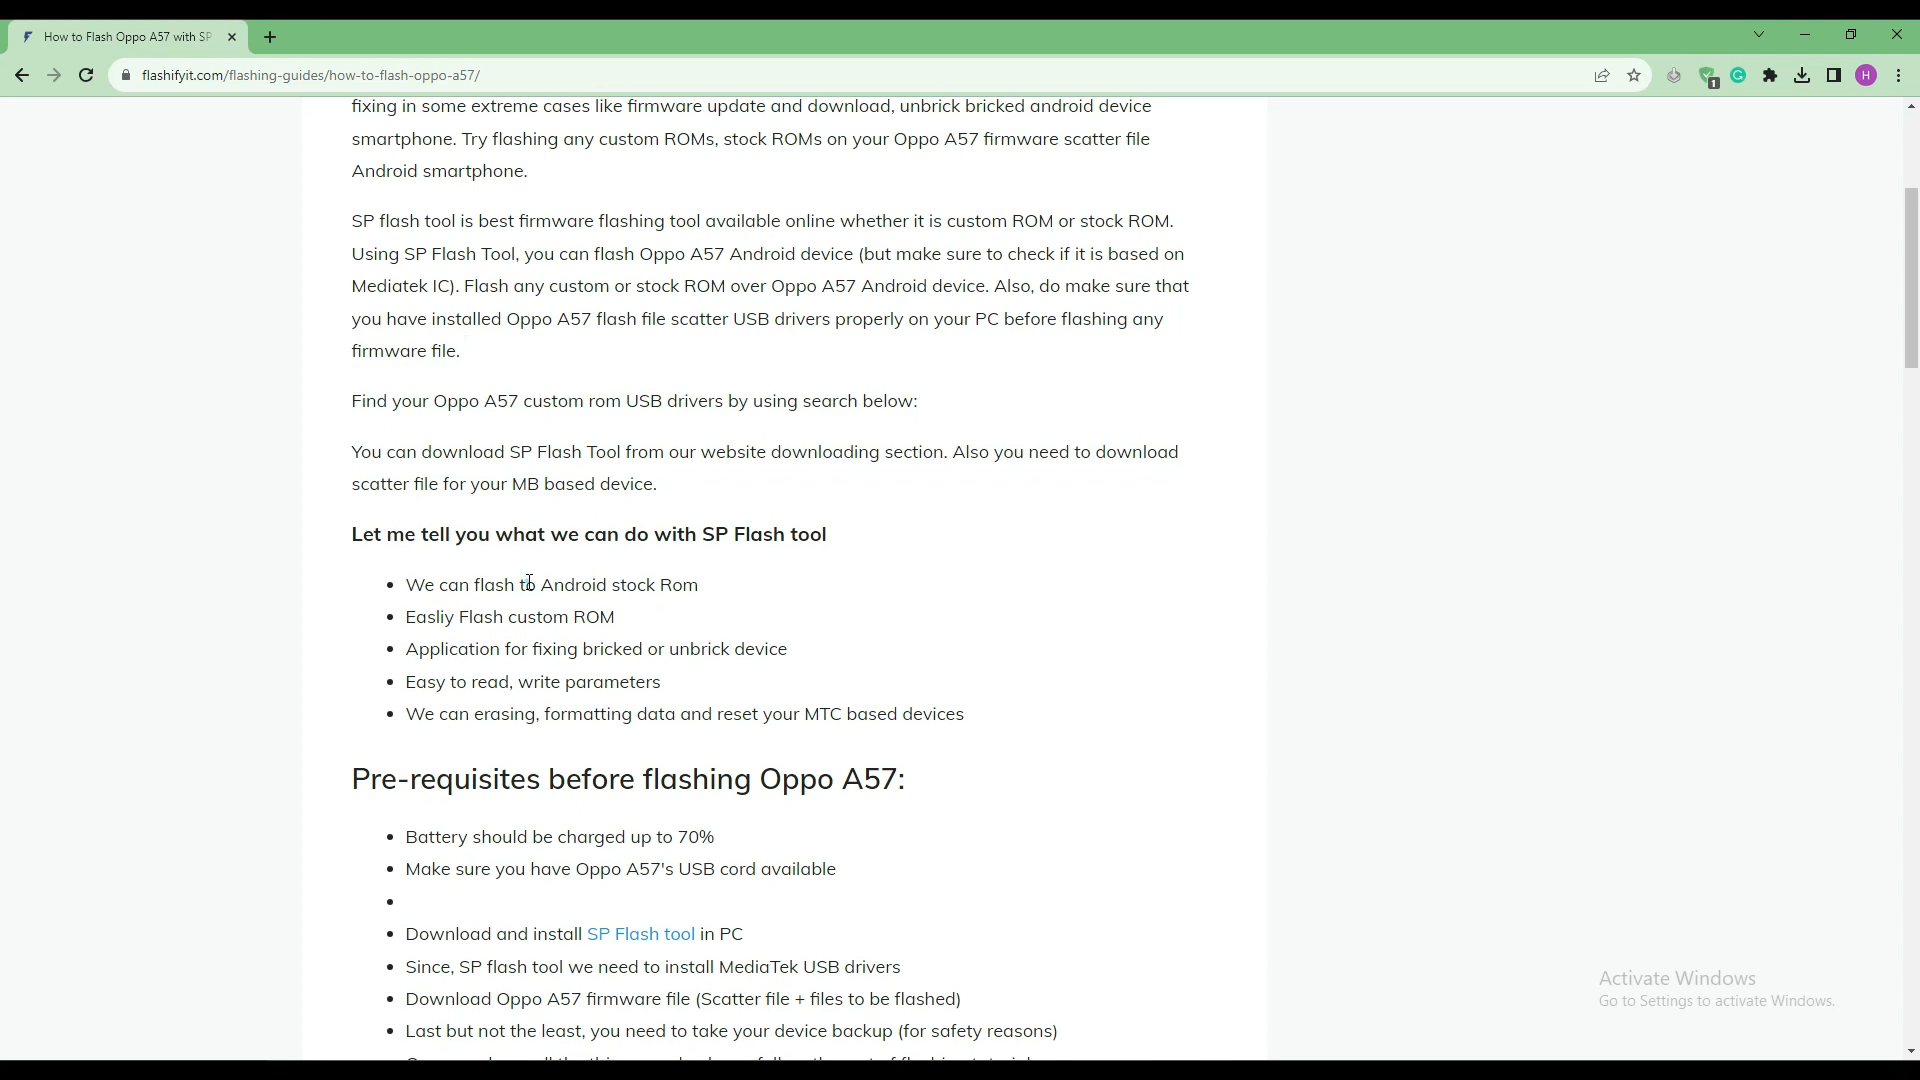 How to Flash Oppo A57 with SP
flashifyit.com/flashing-guides/how-to-flash-oppo-a57/
1
H
fixing in some extreme cases like firmware update and download, unbrick bricked android device
smartphone. Try flashing any custom ROMs, stock ROMs on your Oppo A57 firmware scatter file
Android smartphone.
SP flash tool is best firmware flashing tool available online whether it is custom ROM or stock ROM.
Using SP Flash Tool, you can flash Oppo A57 Android device (but make sure to check if it is based on
Mediatek IC). Flash any custom or stock ROM over Oppo A57 Android device. Also, do make sure that
you have installed Oppo A57 flash file scatter USB drivers properly on your PC before flashing any
firmware file.
Find your Oppo A57 custom rom USB drivers by using search below:
You can download SP Flash Tool from our website downloading section. Also you need to download
scatter file for your MB based device.
Let me tell you what we can do with SP Flash tool
We can flash to Android stock Rom
Easliy Flash custom ROM
Application for fixing bricked or unbrick device
Easy to read, write parameters
We can erasing, formatting data and reset your MTC based devices
Pre-requisites before flashing Oppo A57:
Battery should be charged up to 70%
Make sure you have Oppo A57's USB cord available
Download and install SP Flash tool in PC
Since, SP flash tool we need to install MediaTek USB drivers
Download Oppo A57 firmware file (Scatter file + files to be flashed)
Last but not the least, you need to take your device backup (for safety reasons)
Activate Windows
Go to Settings to activate Windows.